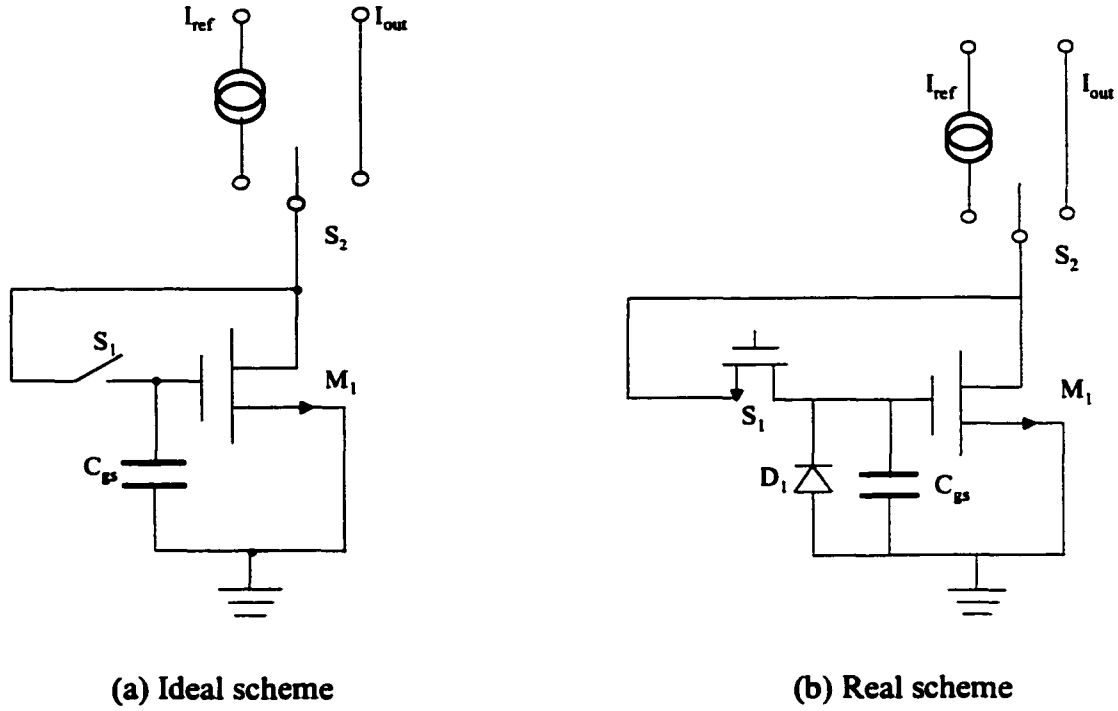 I_ref
I_out
S_2
S_1
M_1
C_gs
(a) Ideal scheme
I_ref
I_out
S_2
S_1
M_1
D_1
C_gs
(b) Real scheme